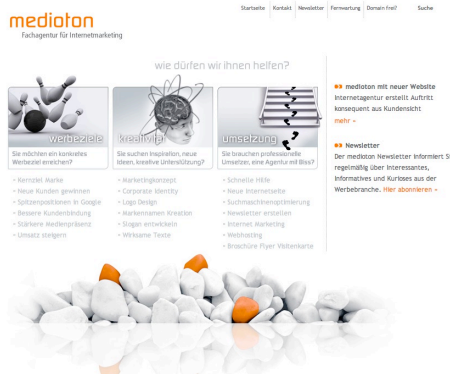 Startseite Kontakt Newsletter Fernwartung Domain frei? Suche
medioton
Fachagentur für Internetmarketing
wie dürfen wir ihnen helfen?
werbeziele
Sie möchten ein konkretes
Werbeziel erreichen?
Kernziel Marke
Neue Kunden gewinnen
Spitzenpositionen in Google
Bessere Kundenbindung
Stärkere Medienpräsenz
Umsatz steigern
kreativität
Sie suchen Inspiration, neue
Ideen, kreative Unterstützung?
Marketingkonzept
Corporate Identity
Logo Design
Markennamen Kreation
Slogan entwickeln
Wirksame Texte
umsetzung
Sie brauchen professionelle
Umsetzer, eine Agentur mit Biss?
Schnelle Hilfe
Neue Internetseite
Suchmaschinenoptimierung
Newsletter erstellen
Internet Marketing
Webhosting
Broschüre Flyer Visitenkarte
medioton mit neuer Website
Internetagentur erstellt Auftritt
konsequent aus Kundensicht
mehr »
Newsletter
Der medioton Newsletter informiert S
regelmäßig über Interessantes,
Informatives und Kurioses aus der
Werbebranche. Hier abonnieren »